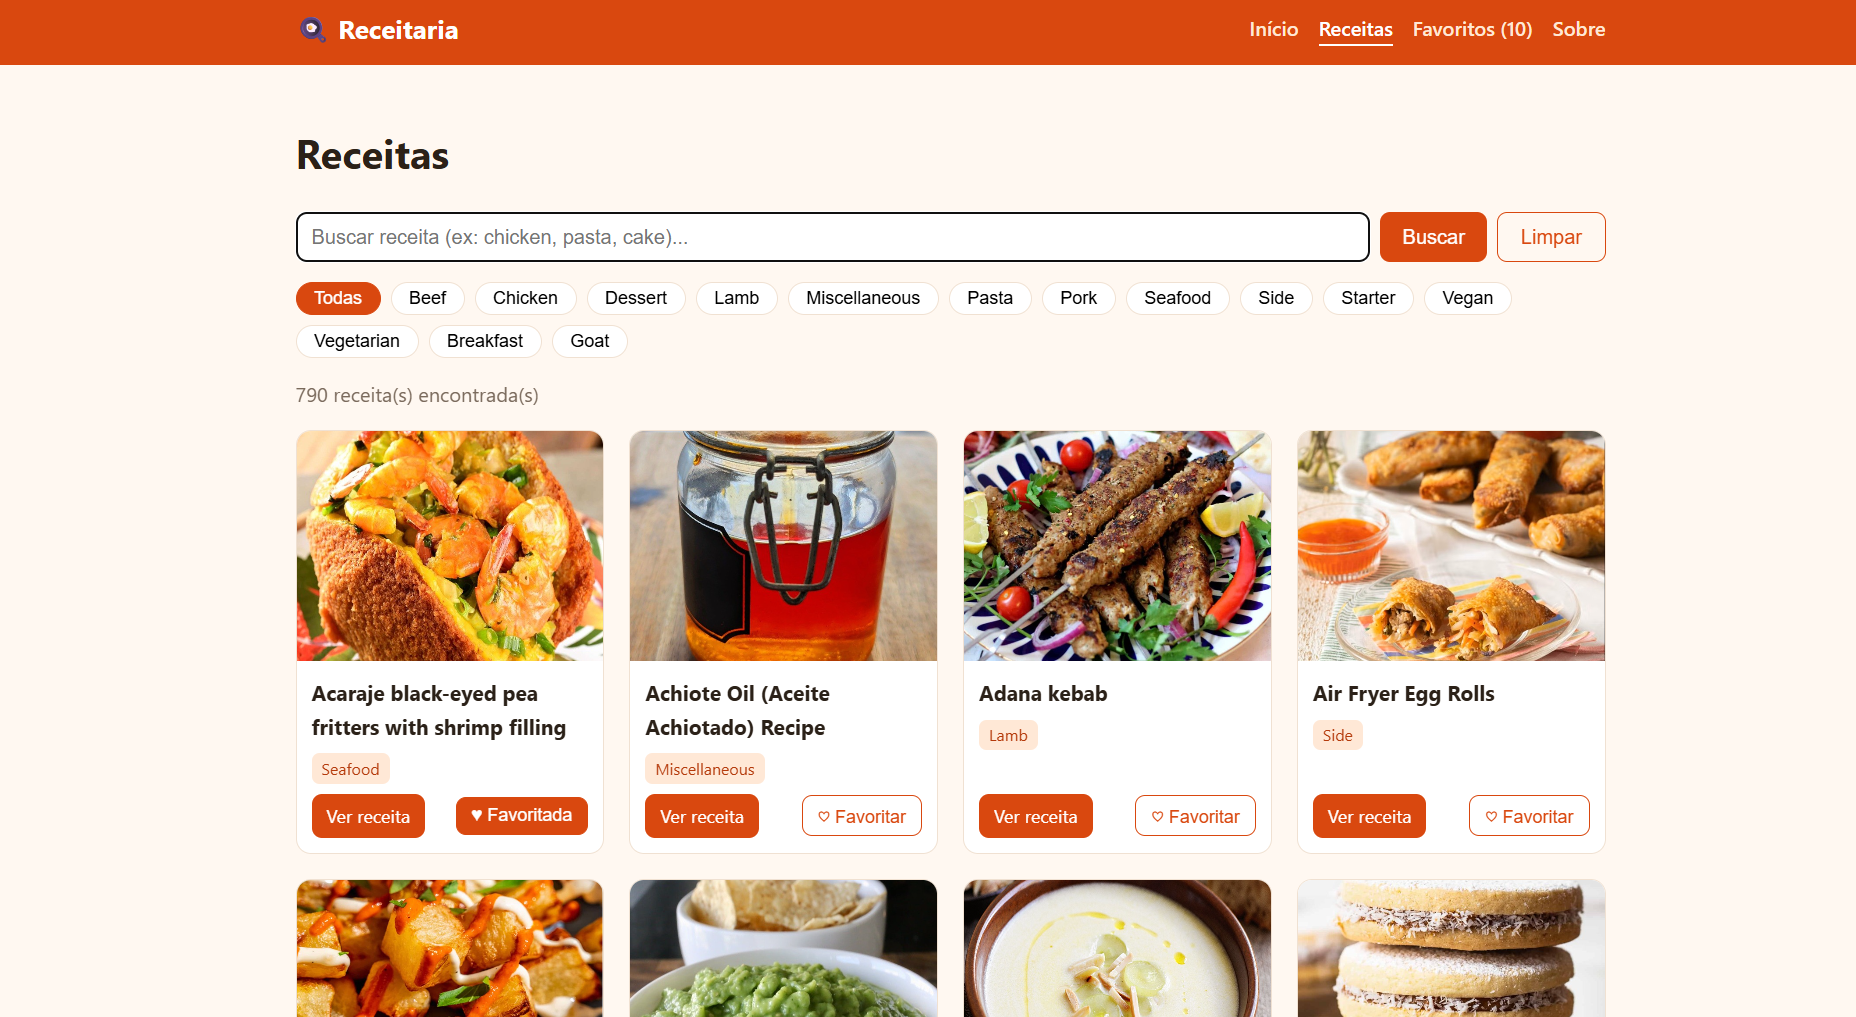 Receitaria
Início Receitas Favoritos (10) Sobre
Receitas
Buscar receita (ex: chicken, pasta, cake)...
Buscar
Limpar
Todas Beef Chicken Dessert Lamb Miscellaneous Pasta Pork Seafood Side Starter Vegan
Vegetarian Breakfast Goat
790 receita(s) encontrada(s)
Acaraje black-eyed pea
fritters with shrimp filling
Seafood
Ver receita
♥ Favoritada
Achiote Oil (Aceite
Achiotado) Recipe
Miscellaneous
Ver receita
♡ Favoritar
Adana kebab
Lamb
Ver receita
♡ Favoritar
Air Fryer Egg Rolls
Side
Ver receita
♡ Favoritar